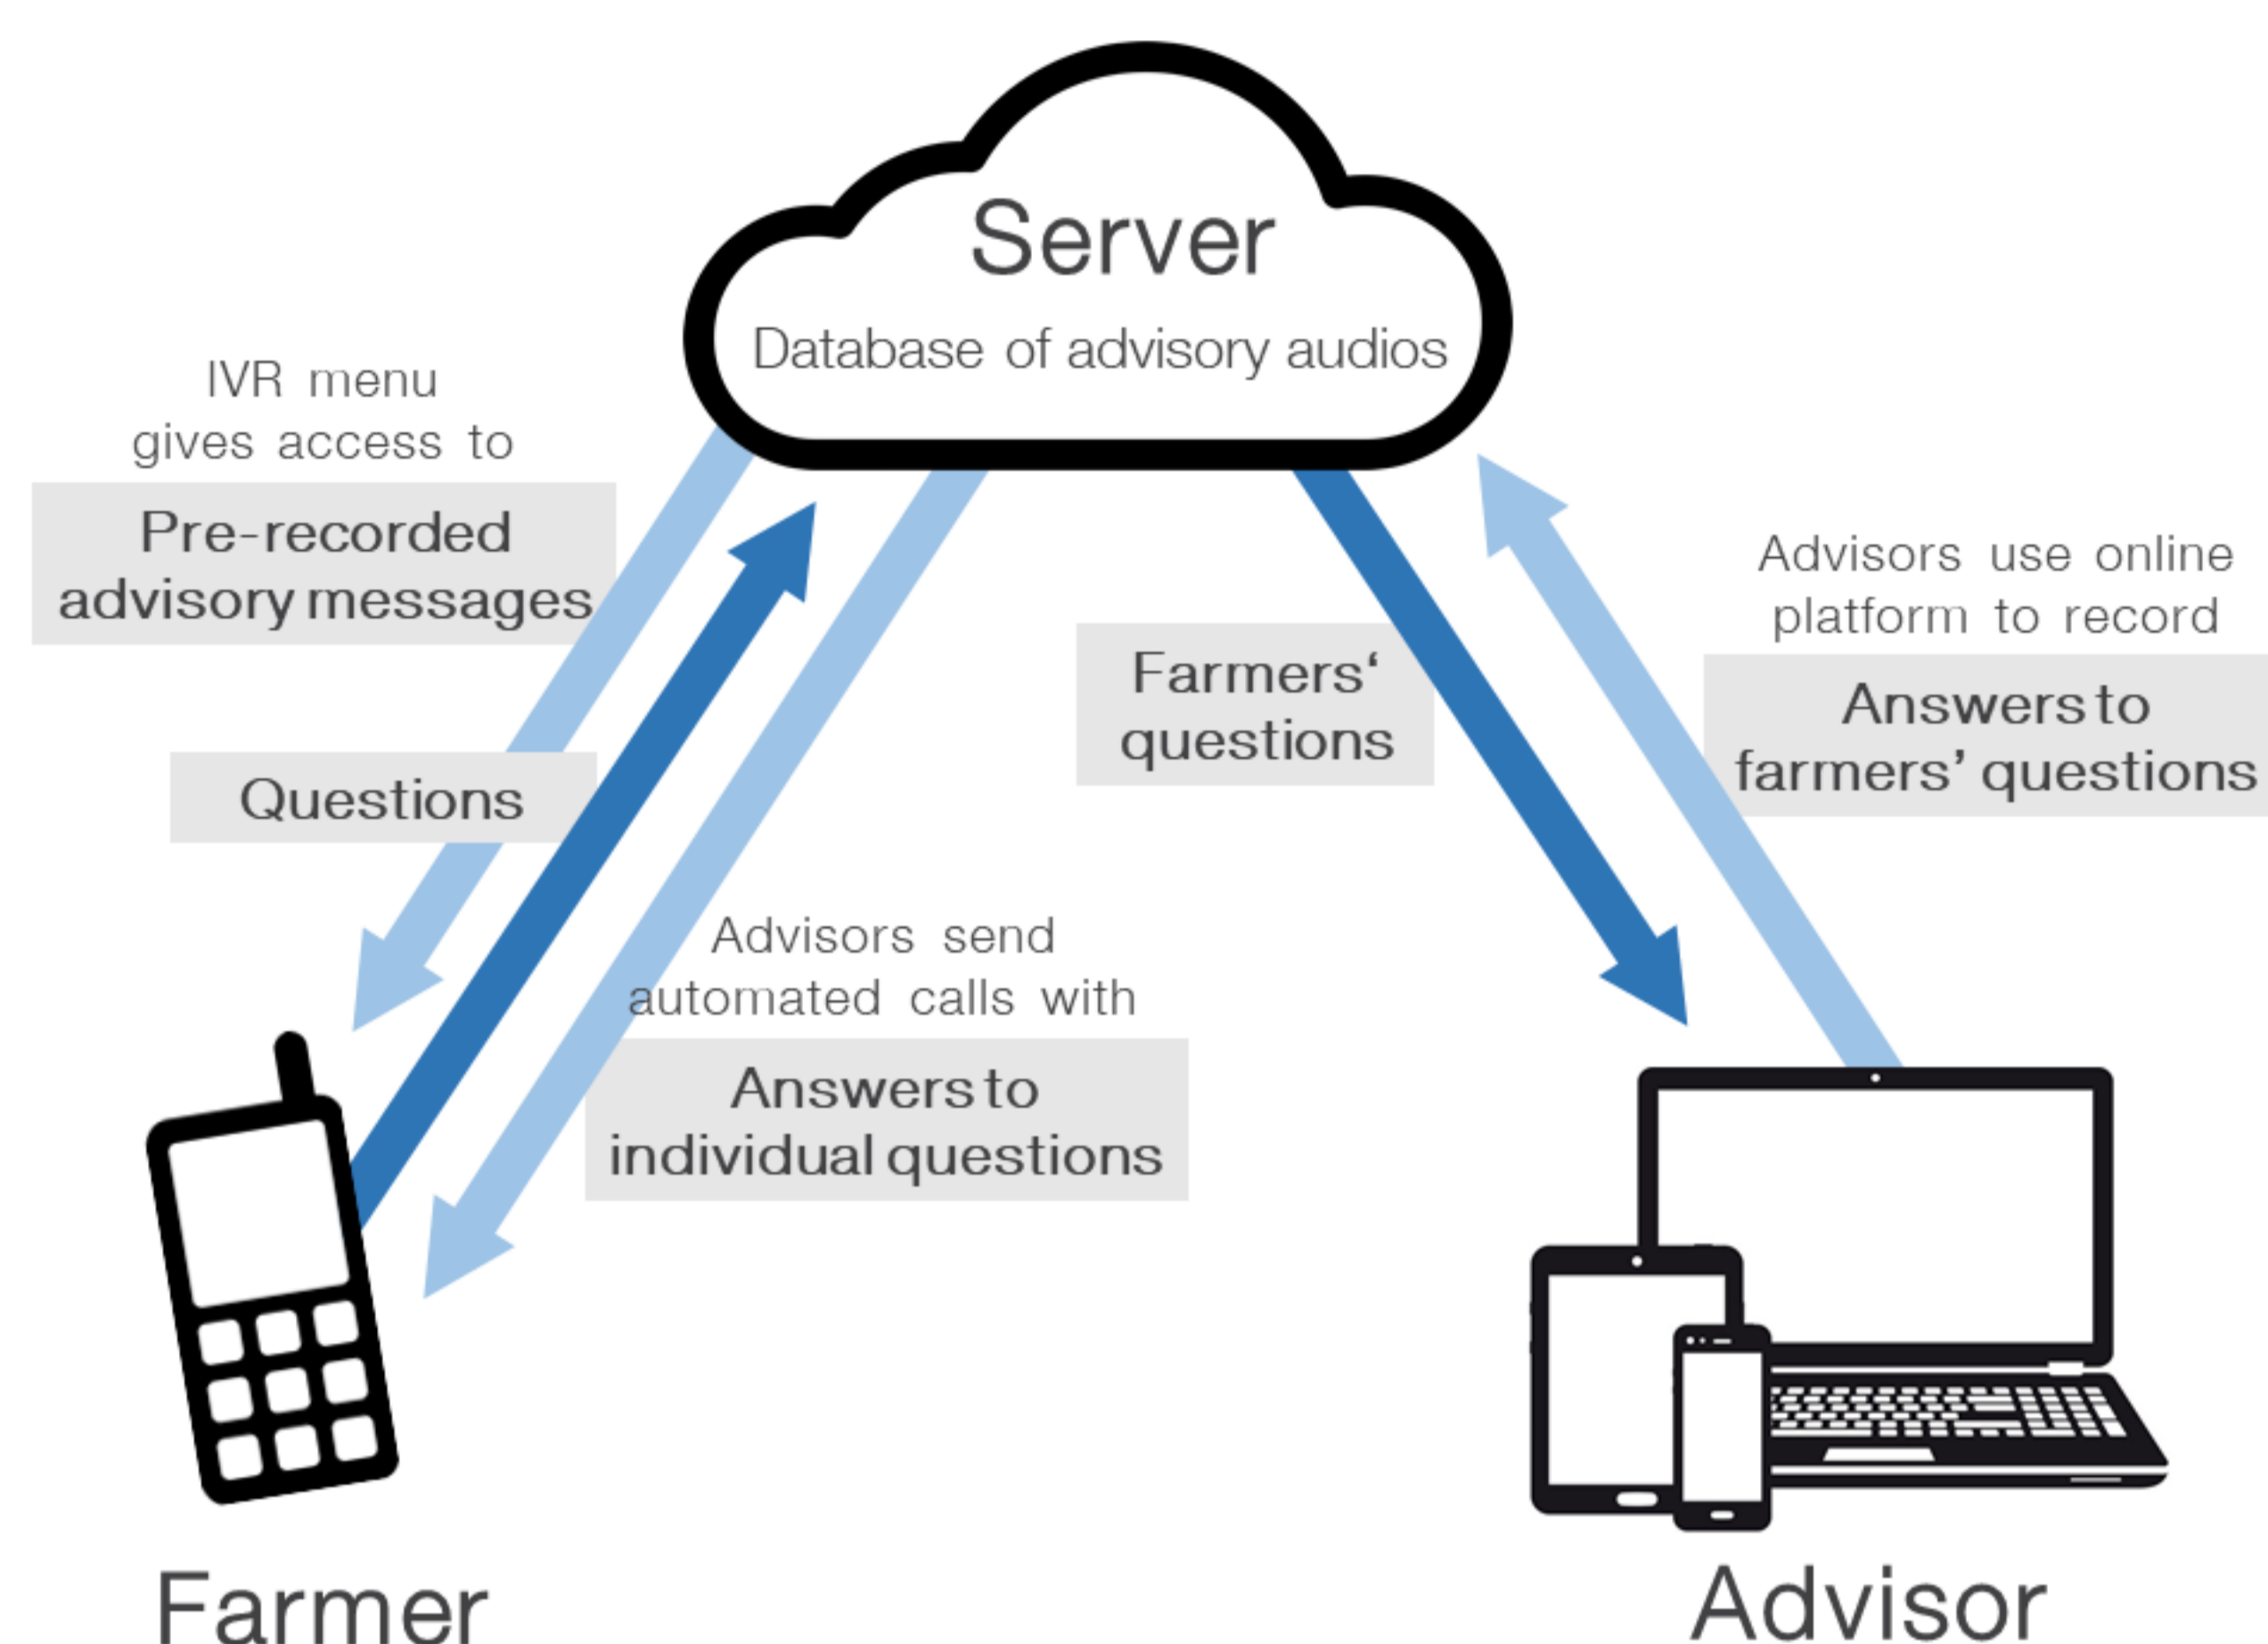 Server
Database of advisory audios
IVR menu
gives access to
Pre-recorded
advisory messages
Questions
Advisors send
automated calls with
Answers to
individual questions
Farmers‘
questions
Advisors use online
platform to record
Answers to
farmers’ questions
Farmer
Advisor